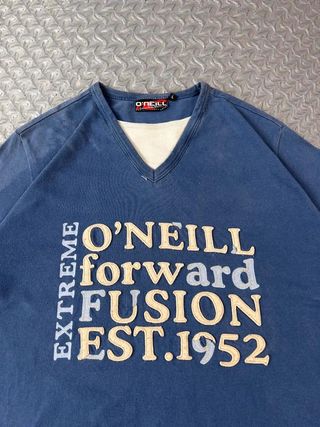 O'NEILL
L
EXTREME
O'NEILL
forward
FUSION
EST.1952